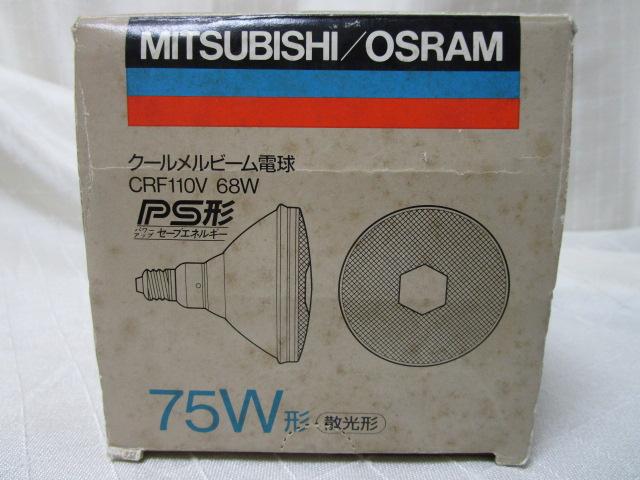 MITSUBISHI/OSRAM
クールメルビーム電球
CRF110V 68W
PS形
パワーアップ セーブエネルギー
75W形 散光形